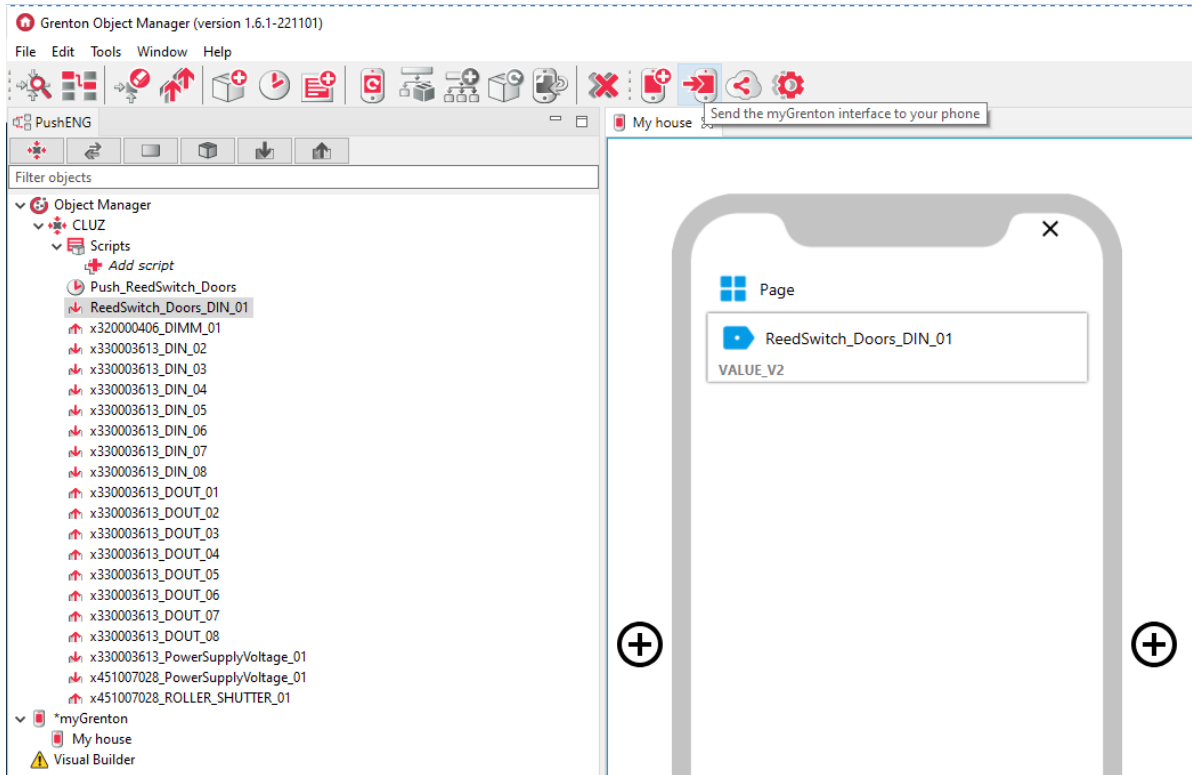 Grenton Object Manager (version 1.6.1-221101)
File Edit Tools Window Help
Send the myGrenton interface to your phone
PushENG
My house
Filter objects
Object Manager
CLUZ
Scripts
Add script
Push_ReedSwitch_Doors
ReedSwitch_Doors_DIN_01
x320000406_DIMM_01
x330003613_DIN_02
x330003613_DIN_03
x330003613_DIN_04
x330003613_DIN_05
x330003613_DIN_06
x330003613_DIN_07
x330003613_DIN_08
x330003613_DOUT_01
x330003613_DOUT_02
x330003613_DOUT_03
x330003613_DOUT_04
x330003613_DOUT_05
x330003613_DOUT_06
x330003613_DOUT_07
x330003613_DOUT_08
x330003613_PowerSupplyVoltage_01
x451007028_PowerSupplyVoltage_01
x451007028_ROLLER_SHUTTER_01
*myGrenton
My house
Visual Builder
Page
ReedSwitch_Doors_DIN_01
VALUE_V2